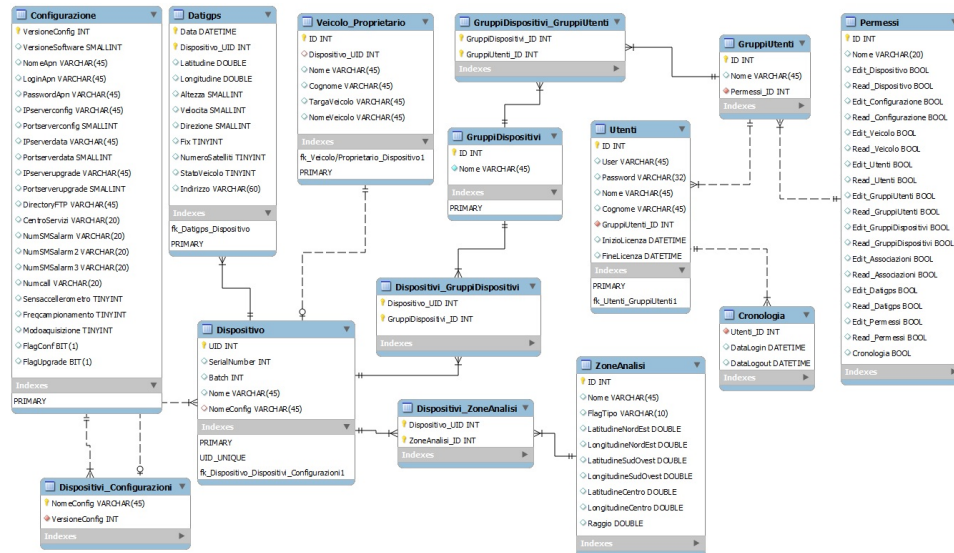 Configurazione
VersioneConfig INT
VersioneSoftware SMALLINT
NomeApn VARCHAR(45)
LoginApn VARCHAR(45)
PasswordApn VARCHAR(45)
IPserverconfig VARCHAR(45)
Portserverconfig SMALLINT
IPserverdata VARCHAR(45)
Portserverdata SMALLINT
IPserverupgrade VARCHAR(45)
Portserverupgrade SMALLINT
DirectoryFTP VARCHAR(45)
CentroServizi VARCHAR(20)
NumSMSalarm VARCHAR(20)
NumSMSalarm2 VARCHAR(20)
NumSMSalarm3 VARCHAR(20)
Numcall VARCHAR(20)
Sensaccellerometro TINYINT
Freqcampionamento TINYINT
Modoaquisizione TINYINT
FlagConf BIT(1)
FlagUpgrade BIT(1)
Indexes
PRIMARY
Datigps
Data DATETIME
Dispositivo_UID INT
Latitudine DOUBLE
Longitudine DOUBLE
Altezza SMALLINT
Velocita SMALLINT
Direzione SMALLINT
Fix TINYINT
NumeroSatelliti TINYINT
StatoVeicolo TINYINT
Indirizzo VARCHAR(60)
Indexes
fk_Datigps_Dispositivo
PRIMARY
Veicolo_Proprietario
ID INT
Dispositivo_UID INT
Nome VARCHAR(45)
Cognome VARCHAR(45)
TargaVeicolo VARCHAR(45)
NomeVeicolo VARCHAR(45)
Indexes
fk_Veicolo/Proprietario_Dispositivo1
PRIMARY
GruppiDispositivi_GruppiUtenti
GruppiDispositivi_ID INT
GruppiUtenti_ID INT
Indexes
GruppiUtenti
ID INT
Nome VARCHAR(45)
Permessi_ID INT
Indexes
Permessi
ID INT
Nome VARCHAR(20)
Edit_Dispositivo BOOL
Read_Dispositivo BOOL
Edit_Configurazione BOOL
Read_Configurazione BOOL
Edit_Veicolo BOOL
Read_Veicolo BOOL
Edit_Utenti BOOL
Read_Utenti BOOL
Edit_GruppiUtenti BOOL
Read_GruppiUtenti BOOL
Edit_GruppiDispositivi BOOL
Read_GruppiDispositivi BOOL
Edit_Associazioni BOOL
Read_Associazioni BOOL
Edit_Datigps BOOL
Read_Datigps BOOL
Edit_Permessi BOOL
Read_Permessi BOOL
Cronologia BOOL
Indexes
GruppiDispositivi
ID INT
Nome VARCHAR(45)
Indexes
PRIMARY
Utenti
ID INT
User VARCHAR(45)
Password VARCHAR(32)
Nome VARCHAR(45)
Cognome VARCHAR(45)
GruppiUtenti_ID INT
InizioLicenza DATETIME
FineLicenza DATETIME
Indexes
PRIMARY
fk_Utenti_GruppiUtenti1
Dispositivi_GruppiDispositivi
Dispositivo_UID INT
GruppiDispositivi_ID INT
Indexes
Cronologia
Utenti_ID INT
DataLogin DATETIME
DataLogout DATETIME
Indexes
Dispositivo
UID INT
SerialNumber INT
Batch INT
Nome VARCHAR(45)
NomeConfig VARCHAR(45)
Indexes
PRIMARY
UID_UNIQUE
fk_Dispositivo_Dispositivi_Configurazioni1
Dispositivi_ZoneAnalisi
Dispositivo_UID INT
ZoneAnalisi_ID INT
Indexes
ZoneAnalisi
ID INT
Nome VARCHAR(45)
FlagTipo VARCHAR(10)
LatitudineNordEst DOUBLE
LongitudineNordEst DOUBLE
LatitudineSudOvest DOUBLE
LongitudineSudOvest DOUBLE
LatitudineCentro DOUBLE
LongitudineCentro DOUBLE
Raggio DOUBLE
Indexes
Dispositivi_Configurazioni
NomeConfig VARCHAR(45)
VersioneConfig INT
Indexes